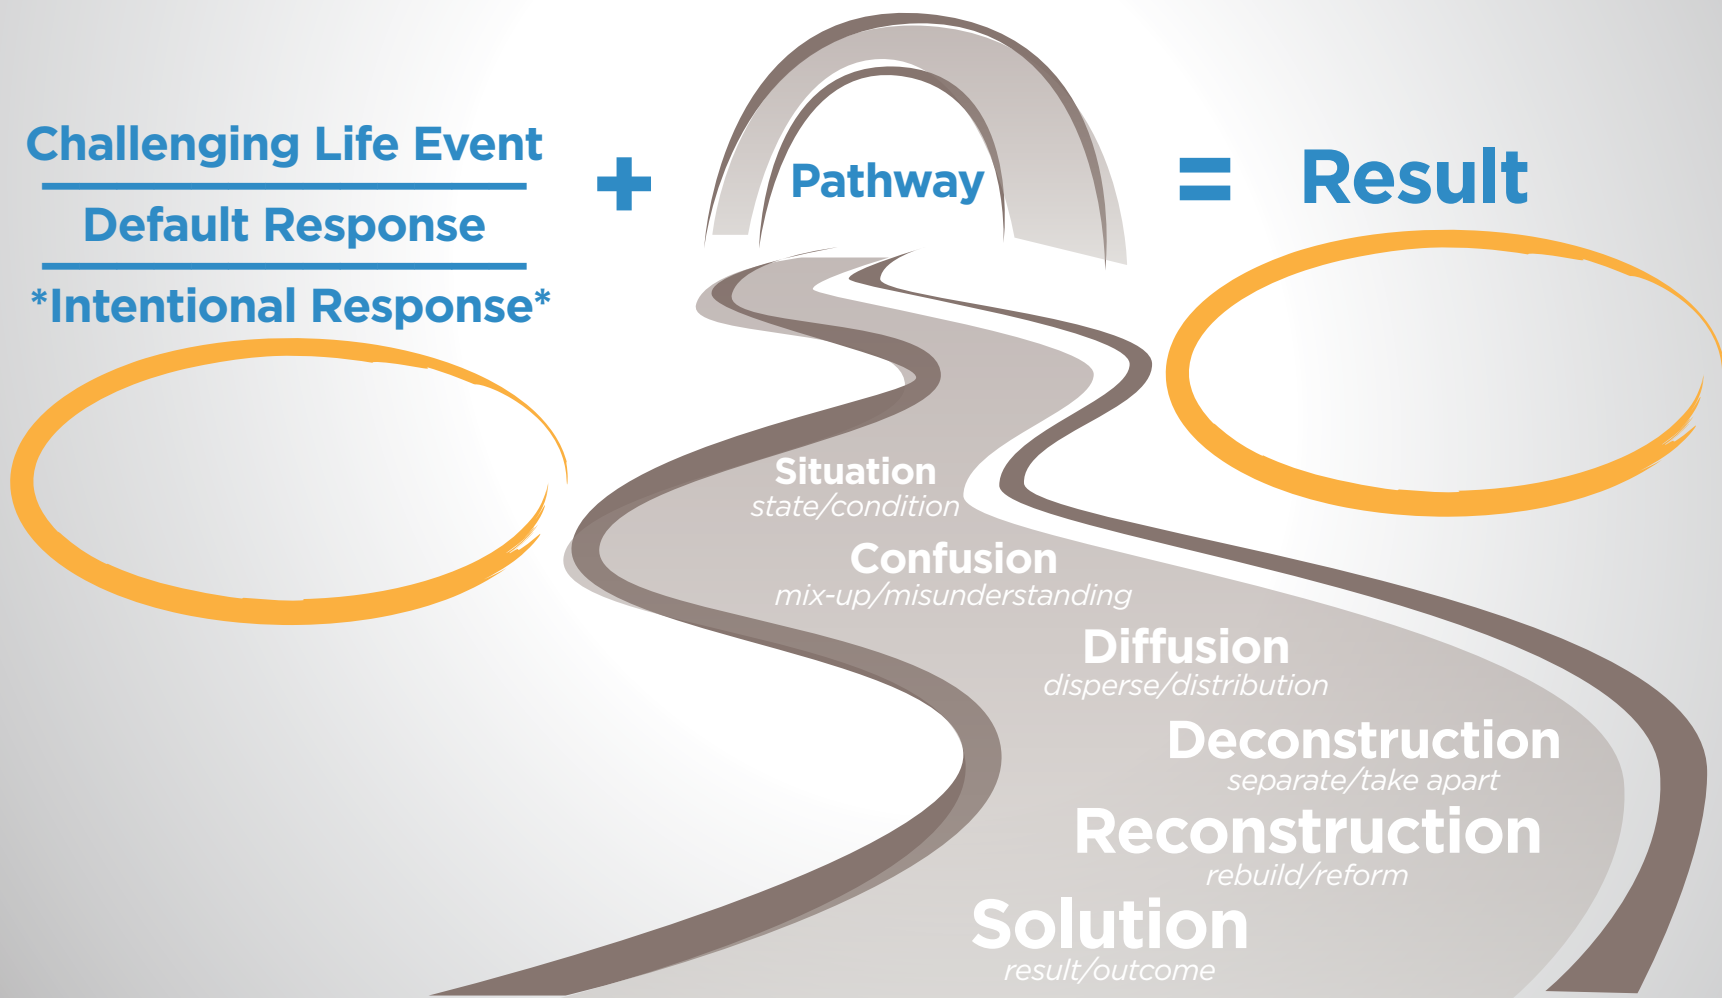 Challenging Life Event
Default Response
*Intentional Response*
+
Pathway
=
Result
Situation
state/condition
Confusion
mix-up/misunderstanding
Diffusion
disperse/distribution
Deconstruction
separate/take apart
Reconstruction
rebuild/reform
Solution
result/outcome